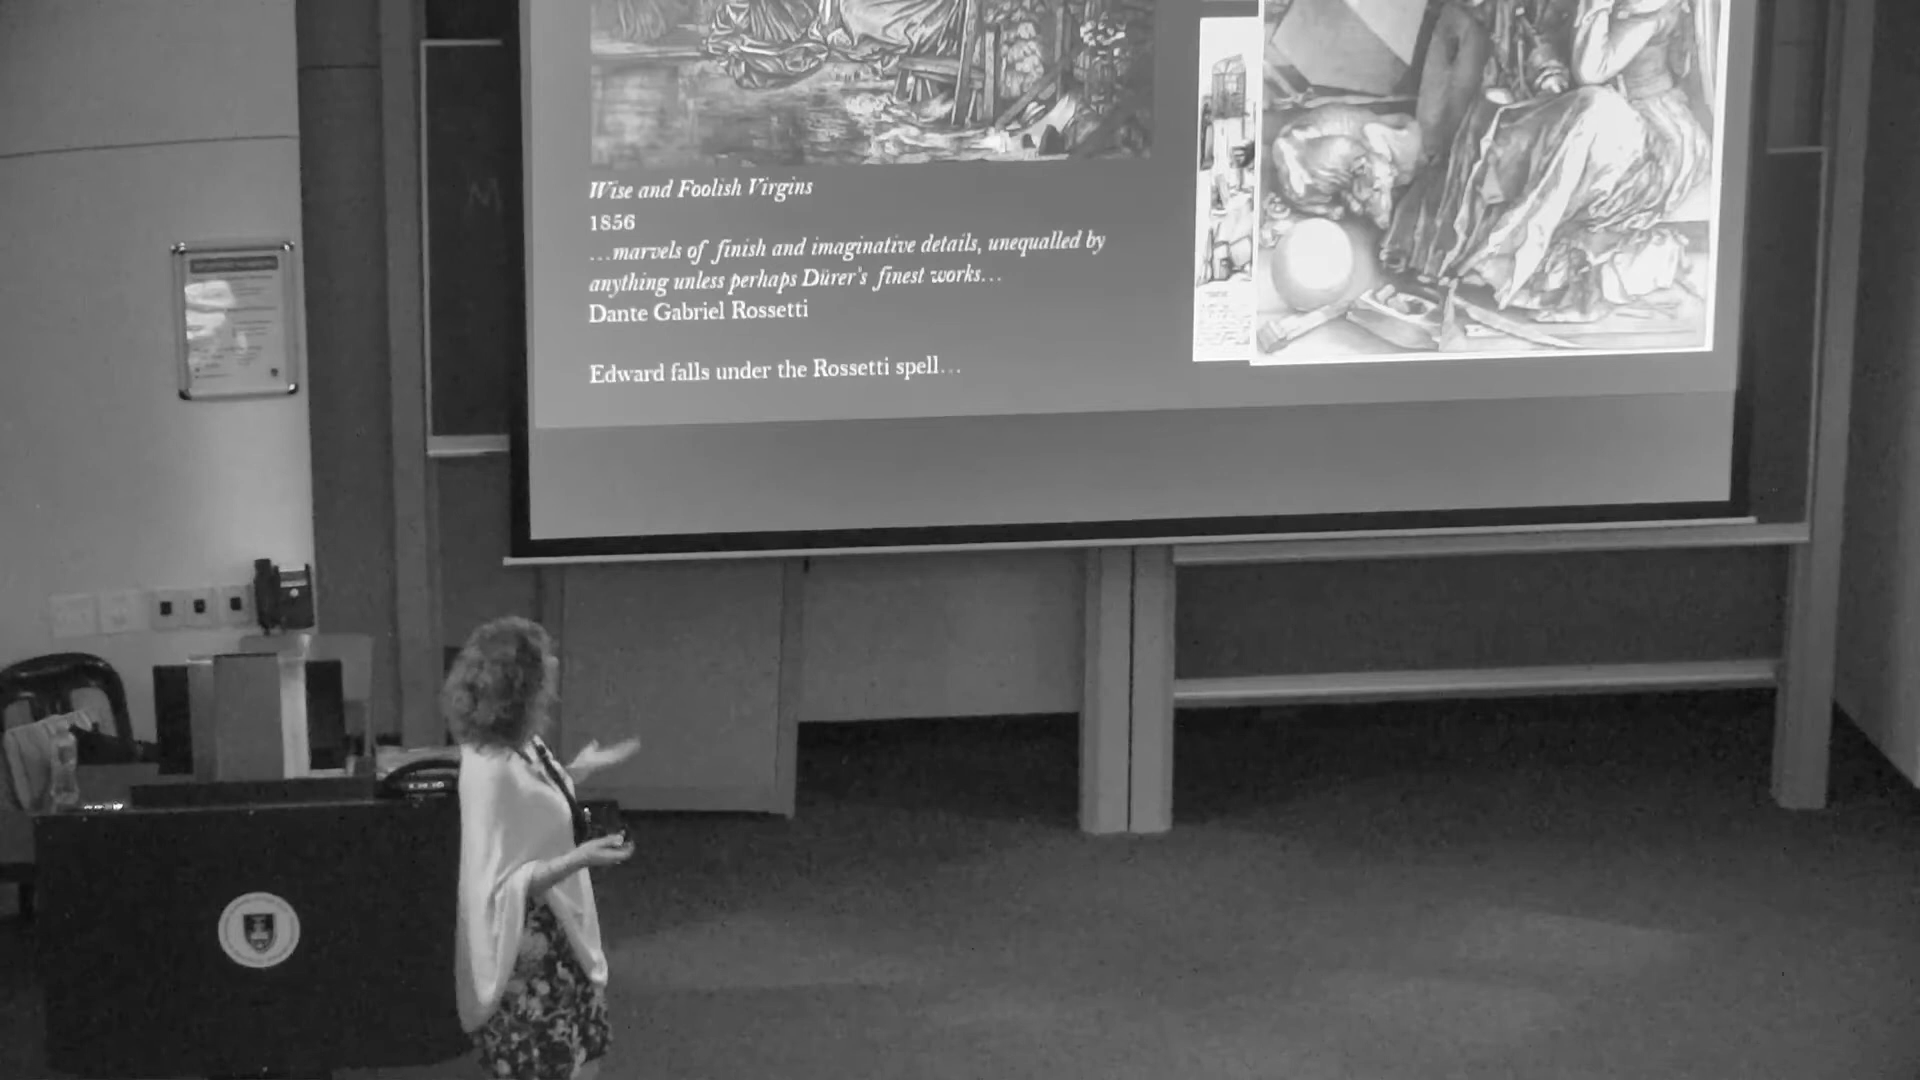 Wise and Foolish Virgins
1856
...marvels of finish and imaginative details, unequalled by
anything unless perhaps Dürer's finest works...
Dante Gabriel Rossetti
Edward falls under the Rossetti spell...